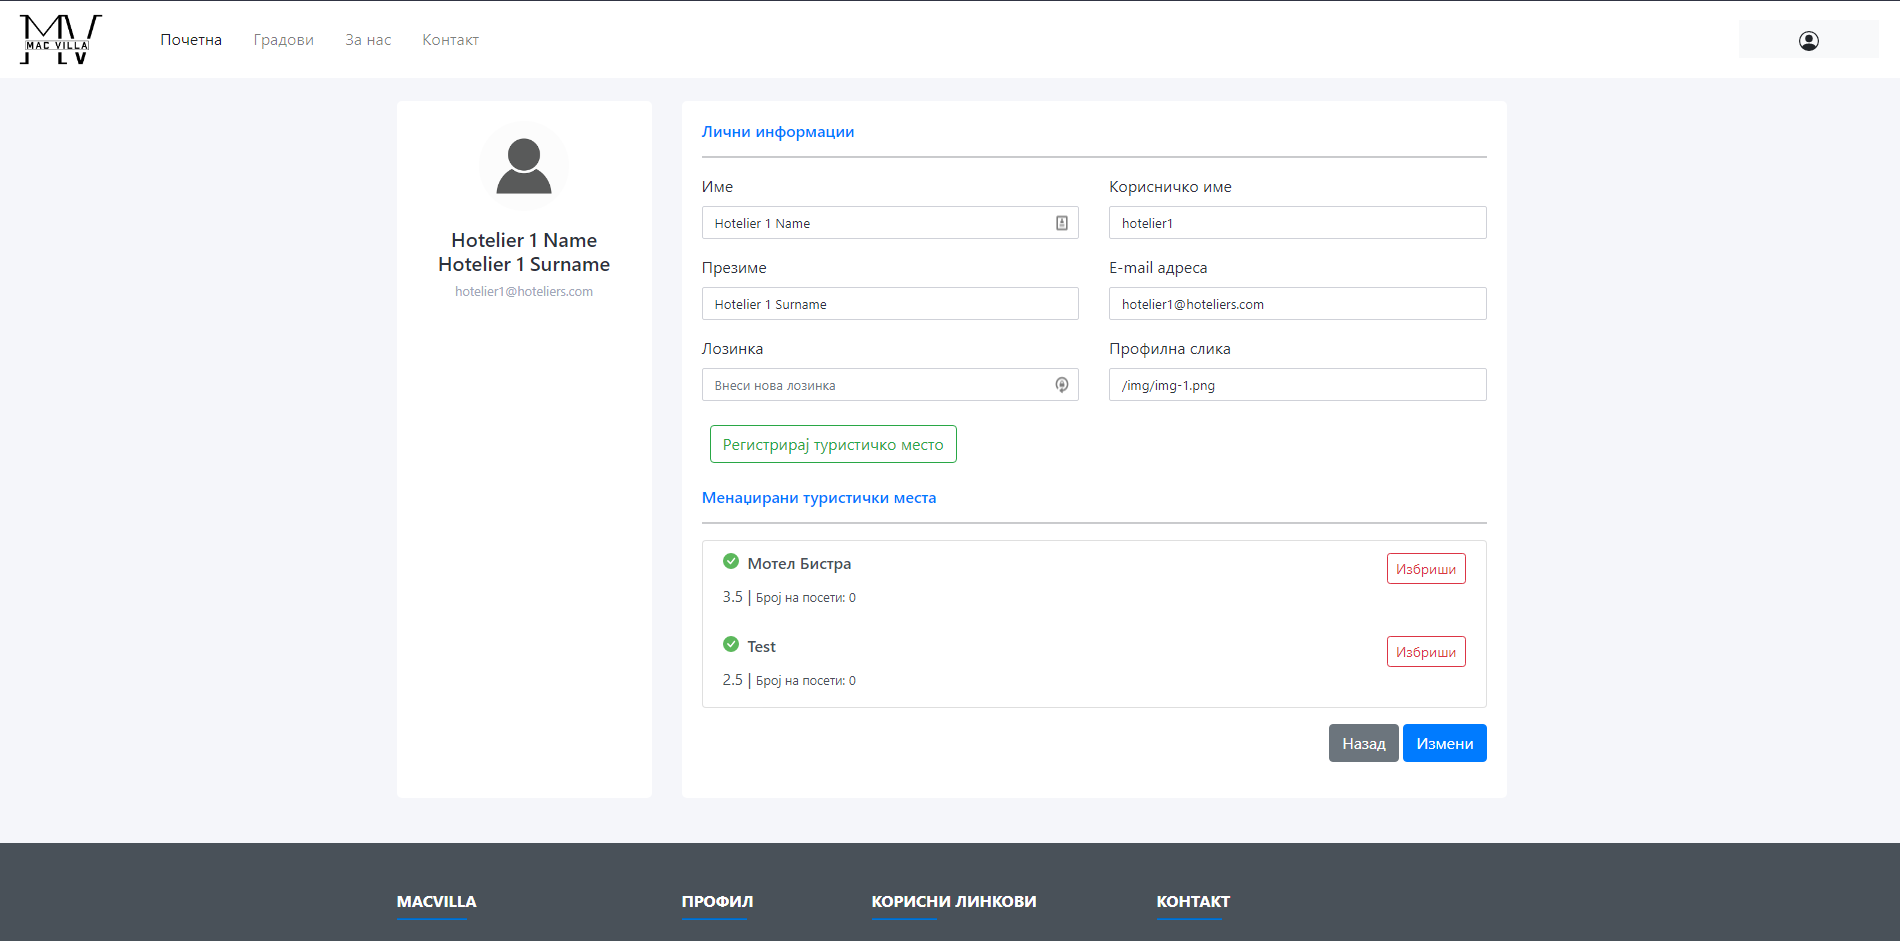 MV
MAC VILLA
Почетна Градови За нас Контакт
Hotelier 1 Name
Hotelier 1 Surname
hotelier1@hoteliers.com
Лични информации
Име
Hotelier 1 Name
Корисничко име
hotelier1
Презиме
Hotelier 1 Surname
E-mail адреса
hotelier1@hoteliers.com
Лозинка
Внеси нова лозинка
Профилна слика
/img/img-1.png
Регистрирај туристичко место
Менаџирани туристички места
Мотел Бистра
Избриши
3.5 | Број на посети: 0
Test
Избриши
2.5 | Број на посети: 0
Назад Измени
MACVILLA ПРОФИЛ КОРИСНИ ЛИНКОВИ КОНТАКТ